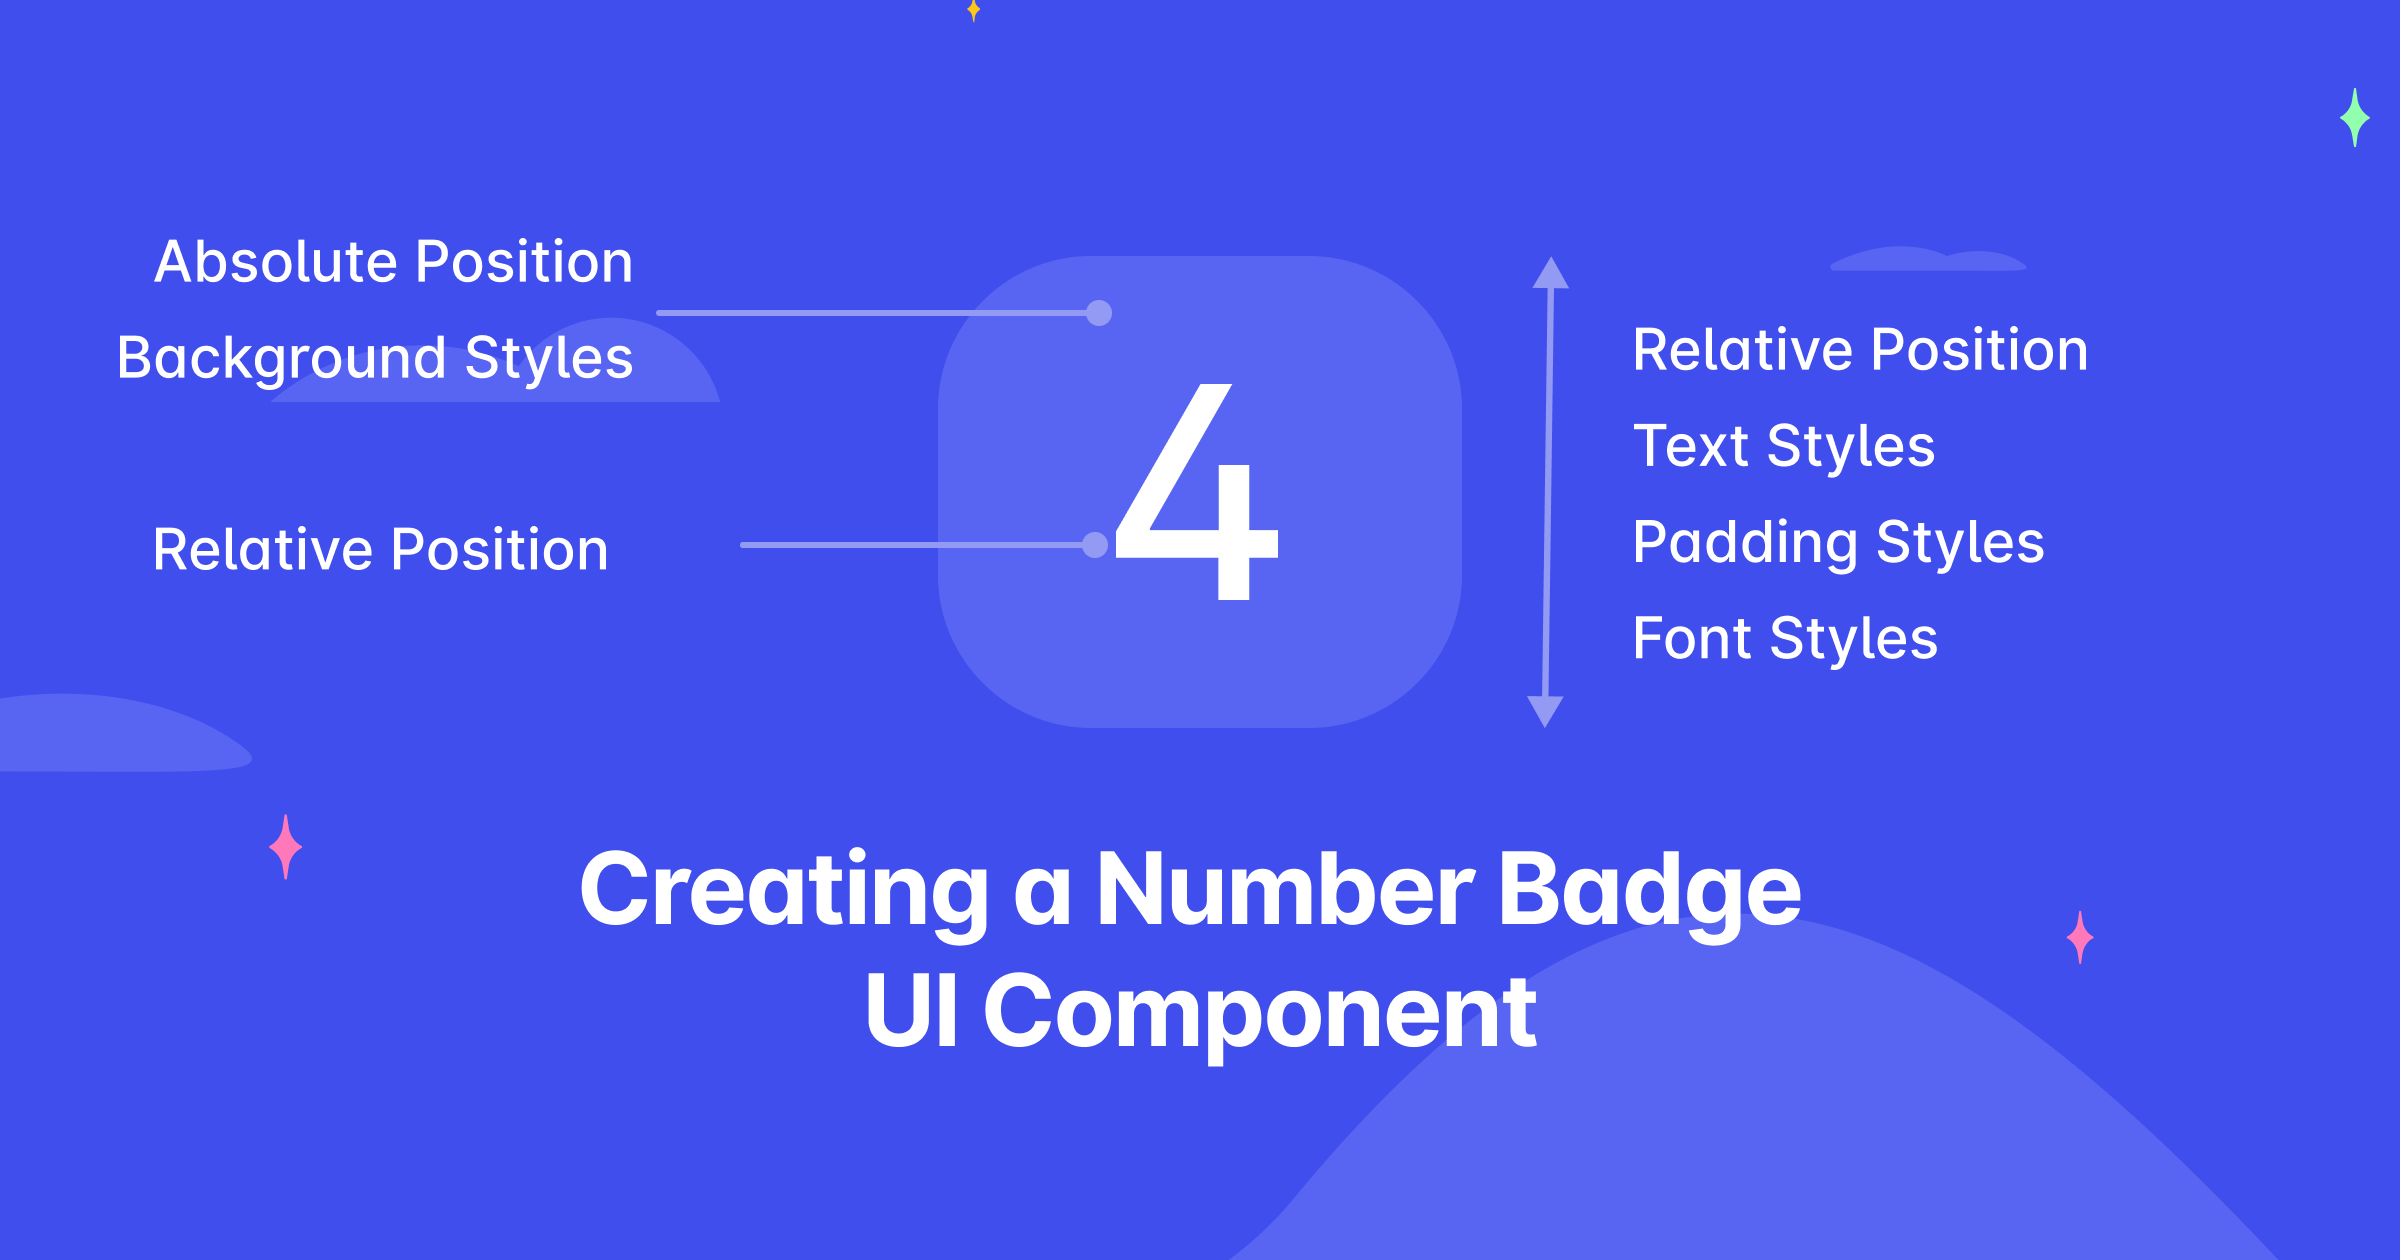 Absolute Position
Background Styles
Relative Position
4
Relative Position
Text Styles
Padding Styles
Font Styles
Creating a Number Badge
UI Component